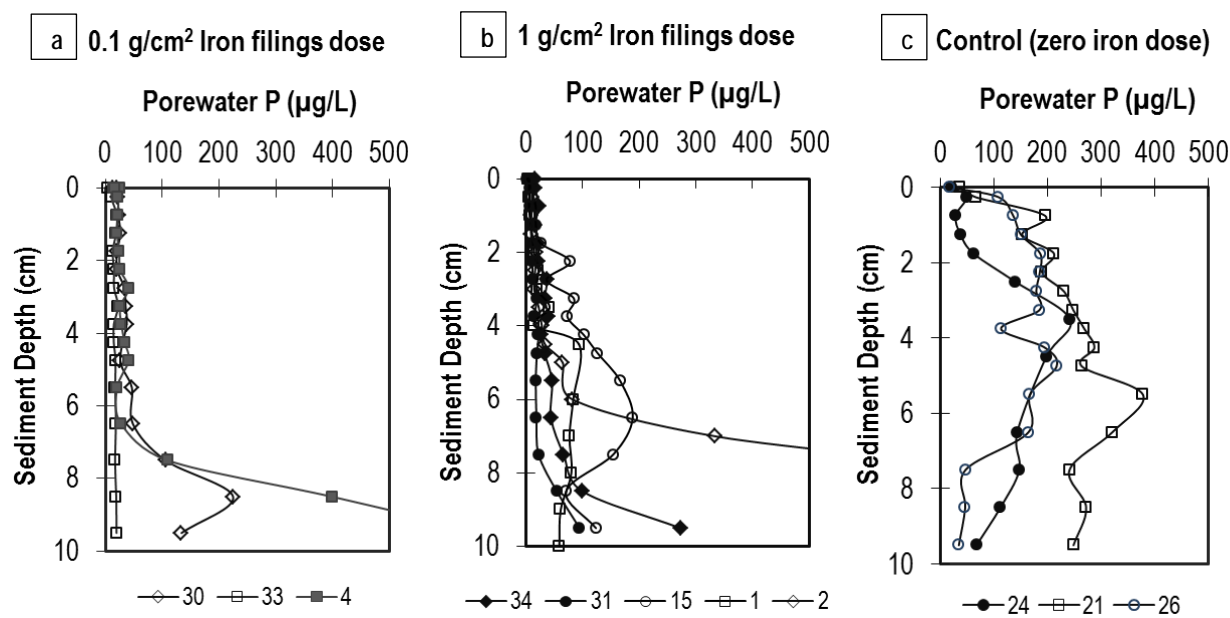 a 0.1 g/cm² Iron filings dose
Porewater P (µg/L)
0 100 200 300 400 500
Sediment Depth (cm)
0
2
4
6
8
10
30 33 4
b 1 g/cm² Iron filings dose
Porewater P (µg/L)
0 100 200 300 400 500
Sediment Depth (cm)
0
2
4
6
8
10
34 31 15 1 2
c Control (zero iron dose)
Porewater P (µg/L)
0 100 200 300 400 500
Sediment Depth (cm)
0
2
4
6
8
10
24 21 26